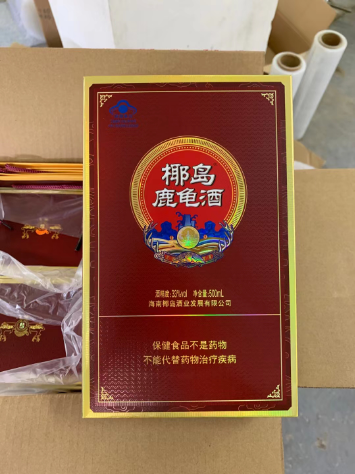 椰岛
鹿龟酒
酒精度:33%vol 净含量:500mL
海南椰岛酒业发展有限公司
保健食品不是药物
不能代替药物治疗疾病